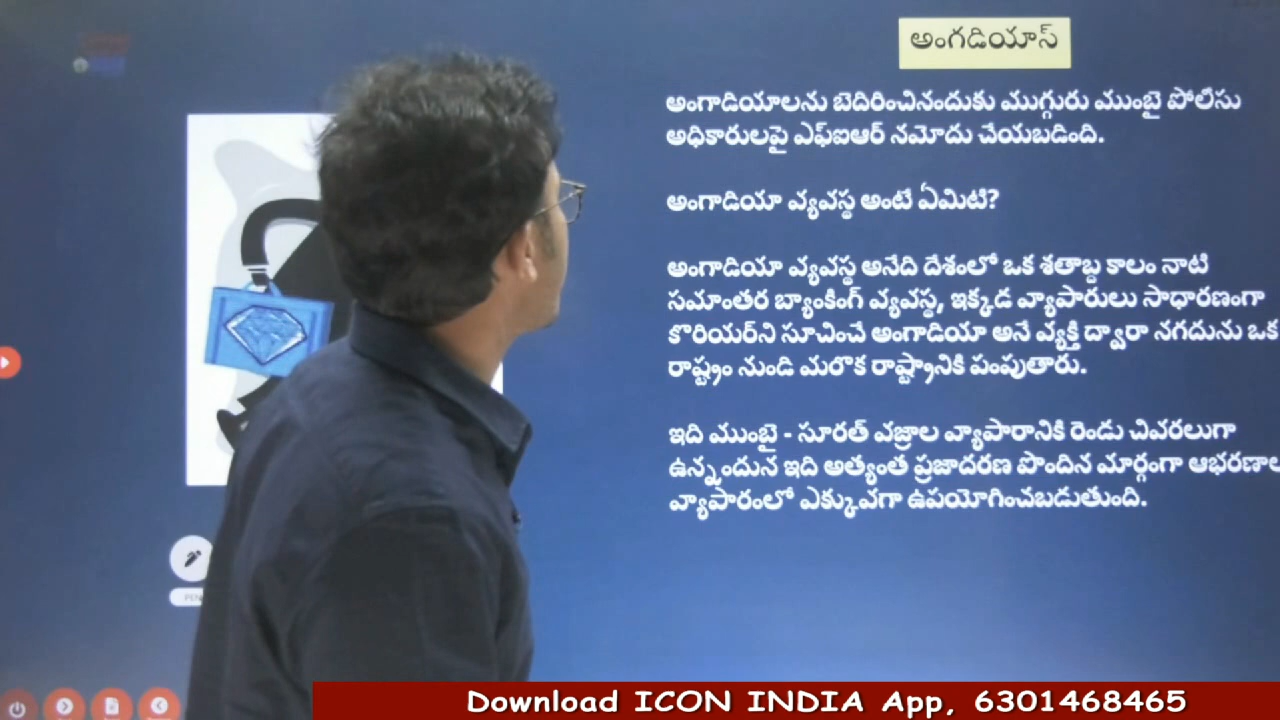 అంగడియాస్
అంగాడియాలను బెదిరించినందుకు ముగ్గురు ముంబై పోలీసు
అధికారులపై ఎఫ్ఐఆర్ నమోదు చేయబడింది.
అంగాడియా వ్యవస్థ అంటే ఏమిటి?
అంగాడియా వ్యవస్థ అనేది దేశంలో ఒక శతాబ్ద కాలం నాటి
సమాంతర బ్యాంకింగ్ వ్యవస్థ, ఇక్కడ వ్యాపారులు సాధారణంగా
కొరియర్‌ని సూచించే అంగాడియా అనే వ్యక్తి ద్వారా నగదును ఒక
రాష్ట్రం నుండి మరొక రాష్ట్రానికి పంపుతారు.
ఇది ముంబై - సూరత్ వజ్రాల వ్యాపారానికి రెండు చివరలుగా
ఉన్నందున ఇది అత్యంత ప్రజాదరణ పొందిన మార్గంగా
వ్యాపారంలో ఎక్కువగా ఉపయోగించబడుతుంది.
PEN
Download ICON INDIA App, 6301468465